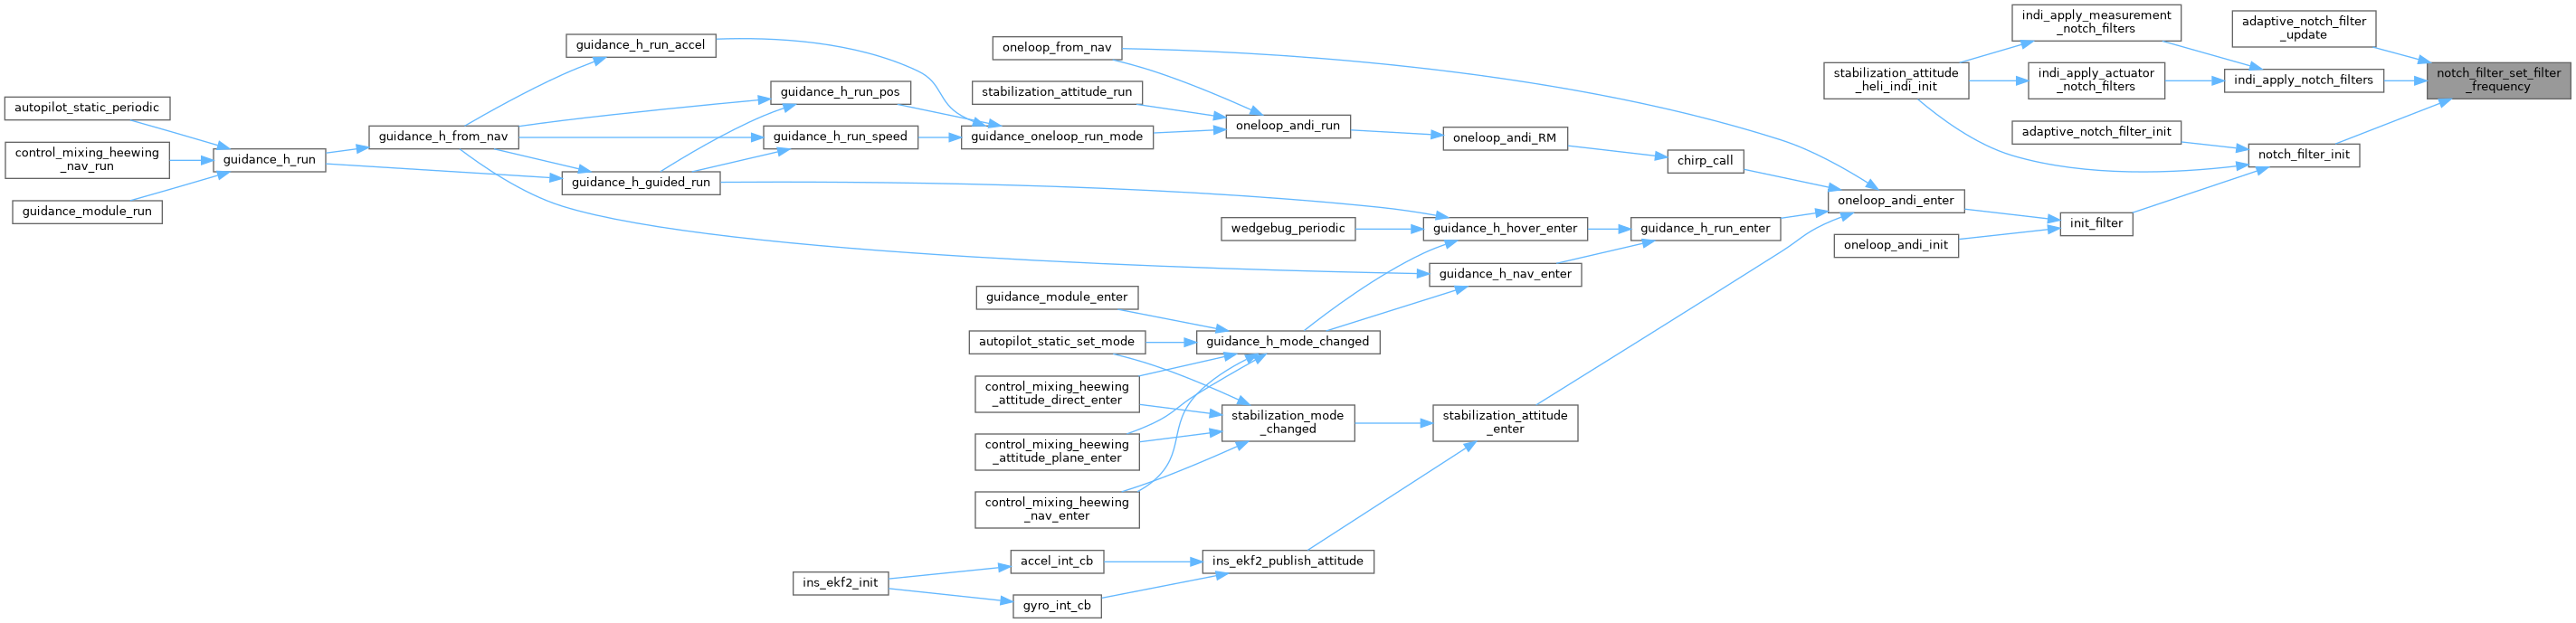 autopilot_static_periodic
control_mixing_heewing
_nav_run
guidance_module_run
guidance_h_run
guidance_h_from_nav
guidance_h_run_accel
guidance_h_run_pos
guidance_h_run_speed
guidance_h_guided_run
oneloop_from_nav
stabilization_attitude_run
guidance_oneloop_run_mode
oneloop_andi_run
oneloop_andi_RM
chirp_call
wedgebug_periodic
guidance_h_hover_enter
guidance_h_run_enter
guidance_h_nav_enter
guidance_module_enter
autopilot_static_set_mode
guidance_h_mode_changed
control_mixing_heewing
_attitude_direct_enter
control_mixing_heewing
_attitude_plane_enter
control_mixing_heewing
_nav_enter
stabilization_mode
_changed
stabilization_attitude
_enter
ins_ekf2_init
accel_int_cb
gyro_int_cb
ins_ekf2_publish_attitude
indi_apply_measurement
_notch_filters
stabilization_attitude
_heli_indi_init
indi_apply_actuator
_notch_filters
adaptive_notch_filter_init
oneloop_andi_enter
oneloop_andi_init
init_filter
adaptive_notch_filter
_update
indi_apply_notch_filters
notch_filter_init
notch_filter_set_filter
_frequency